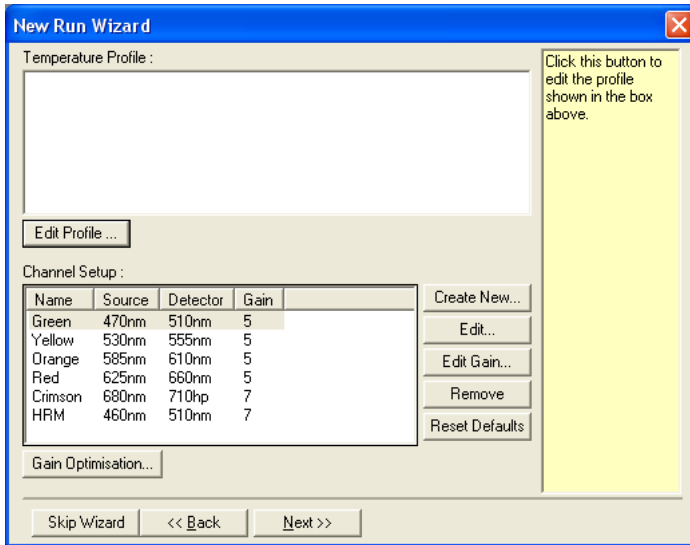 New Run Wizard
Temperature Profile :
Edit Profile ...
Channel Setup :
Name Source Detector Gain
Green 470nm 510nm 5
Yellow 530nm 555nm 5
Orange 585nm 610nm 5
Red 625nm 660nm 5
Crimson 680nm 710hp 7
HRM 460nm 510nm 7
Create New...
Edit...
Edit Gain...
Remove
Reset Defaults
Gain Optimisation...
Click this button to
edit the profile
shown in the box
above.
Skip Wizard << Back Next >>